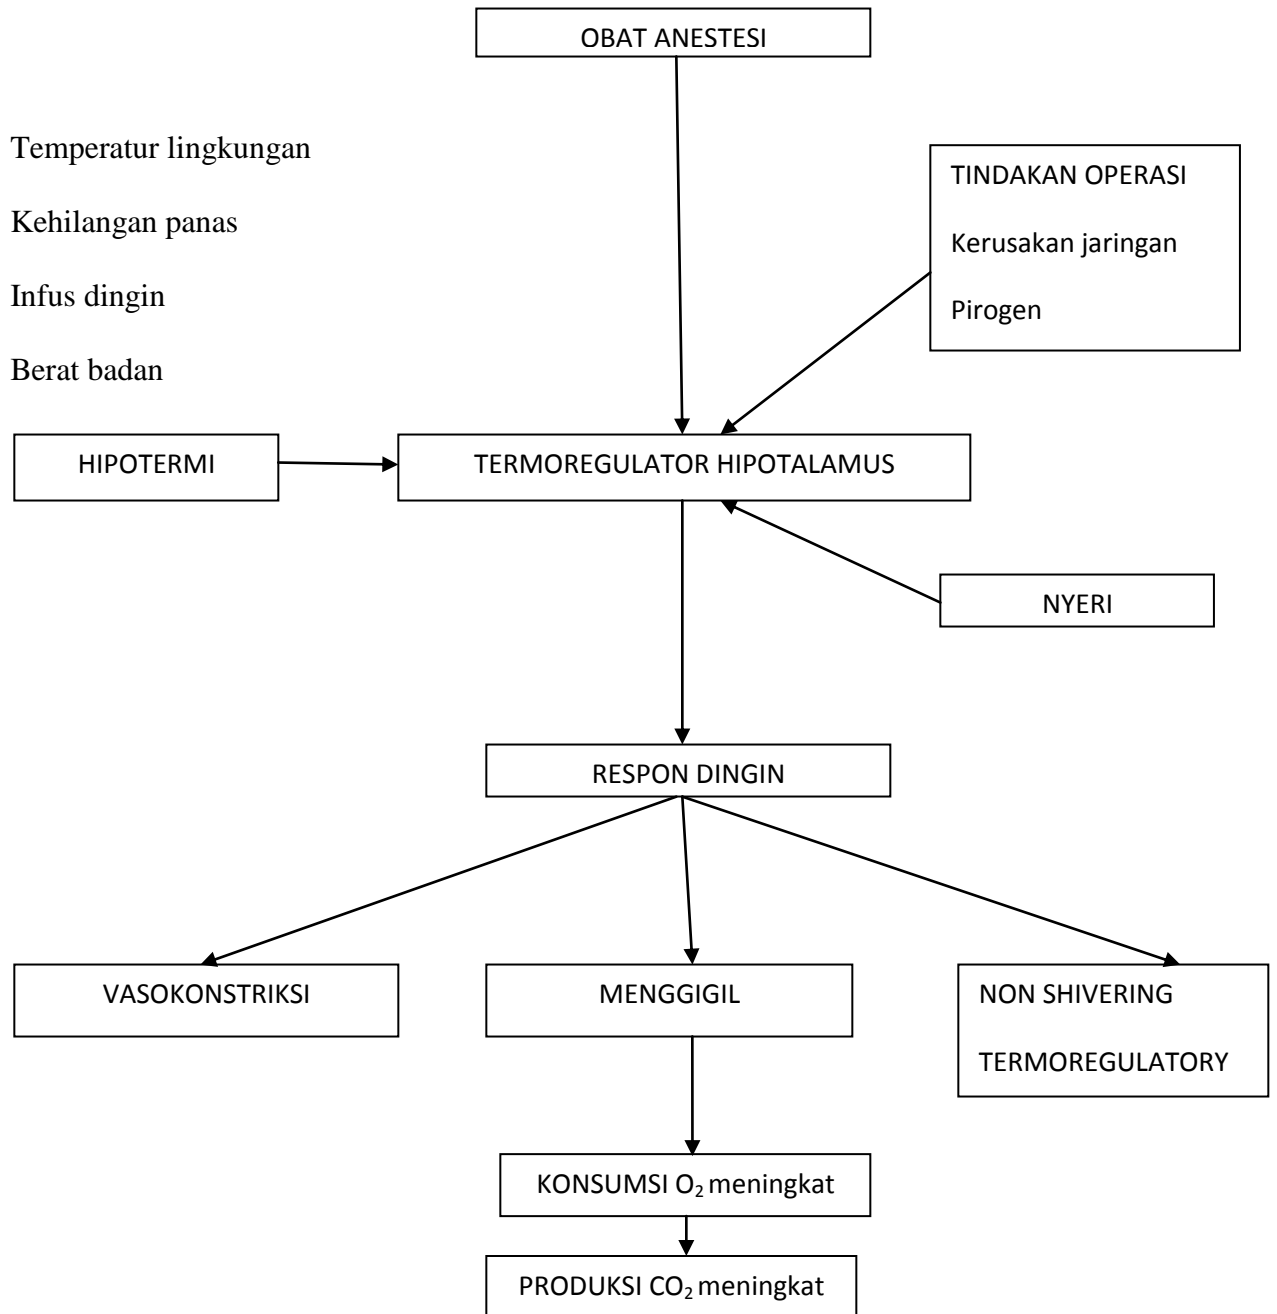 OBAT ANESTESI
Temperatur lingkungan
Kehilangan panas
Infus dingin
Berat badan
TINDAKAN OPERASI
Kerusakan jaringan
Pirogen
HIPOTERMI
TERMOREGULATOR HIPOTALAMUS
NYERI
RESPON DINGIN
VASOKONSTRIKSI
MENGGIGIL
NON SHIVERING
TERMOREGULATORY
KONSUMSI O₂ meningkat
PRODUKSI CO₂ meningkat